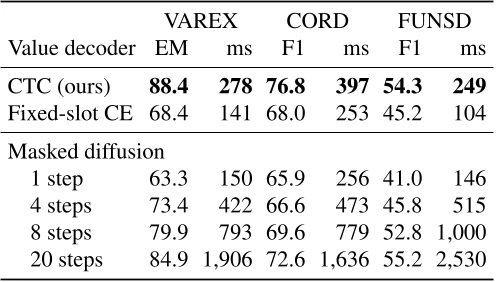 VAREX CORD FUNSD
Value decoder EM ms F1 ms F1 ms
CTC (ours) 88.4 278 76.8 397 54.3 249
Fixed-slot CE 68.4 141 68.0 253 45.2 104
Masked diffusion
1 step 63.3 150 65.9 256 41.0 146
4 steps 73.4 422 66.6 473 45.8 515
8 steps 79.9 793 69.6 779 52.8 1,000
20 steps 84.9 1,906 72.6 1,636 55.2 2,530